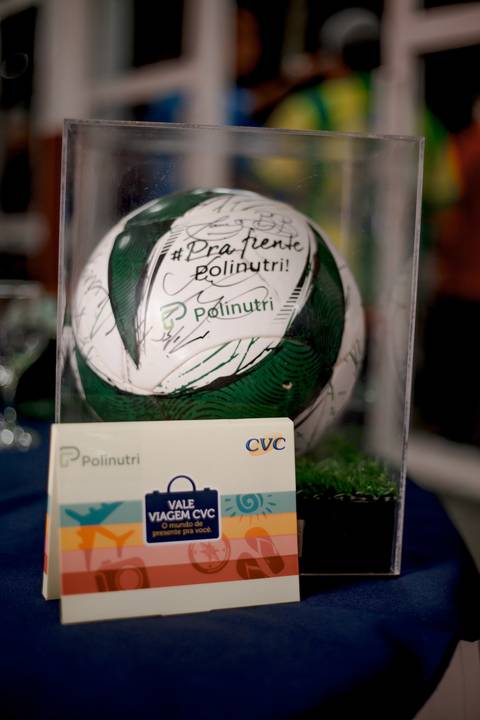 #Pra frente
Polinutri!
Polinutri
Polinutri
CVC
VALE
VIAGEM CVC
O mundo de
presente pra você.